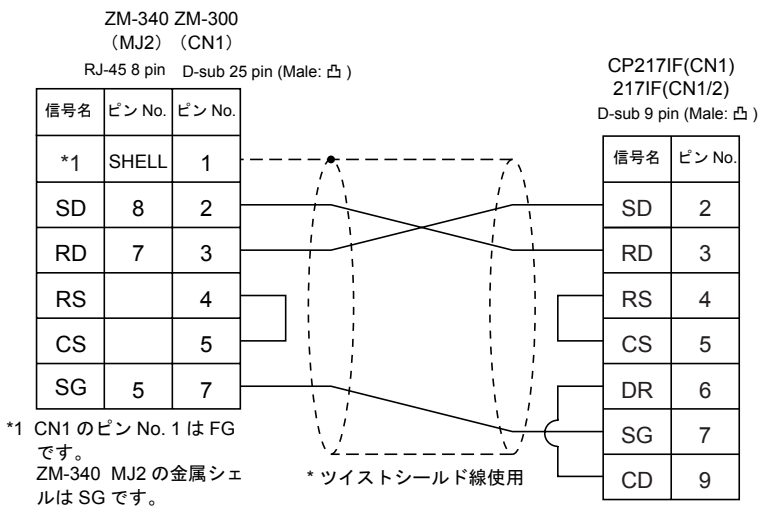 ZM-340 ZM-300
（MJ2）（CN1）
RJ-45 8 pin D-sub 25 pin (Male: 凸 )
信号名 ピン No. ピン No.
*1 SHELL 1
SD 8 2
RD 7 3
RS 4
CS 5
SG 5 7
*1 CN1 のピン No. 1 は FG
です。
ZM-340 MJ2 の金属シェ
ルは SG です。
* ツイストシールド線使用
CP217IF(CN1)
217IF(CN1/2)
D-sub 9 pin (Male: 凸 )
信号名 ピン No.
SD 2
RD 3
RS 4
CS 5
DR 6
SG 7
CD 9